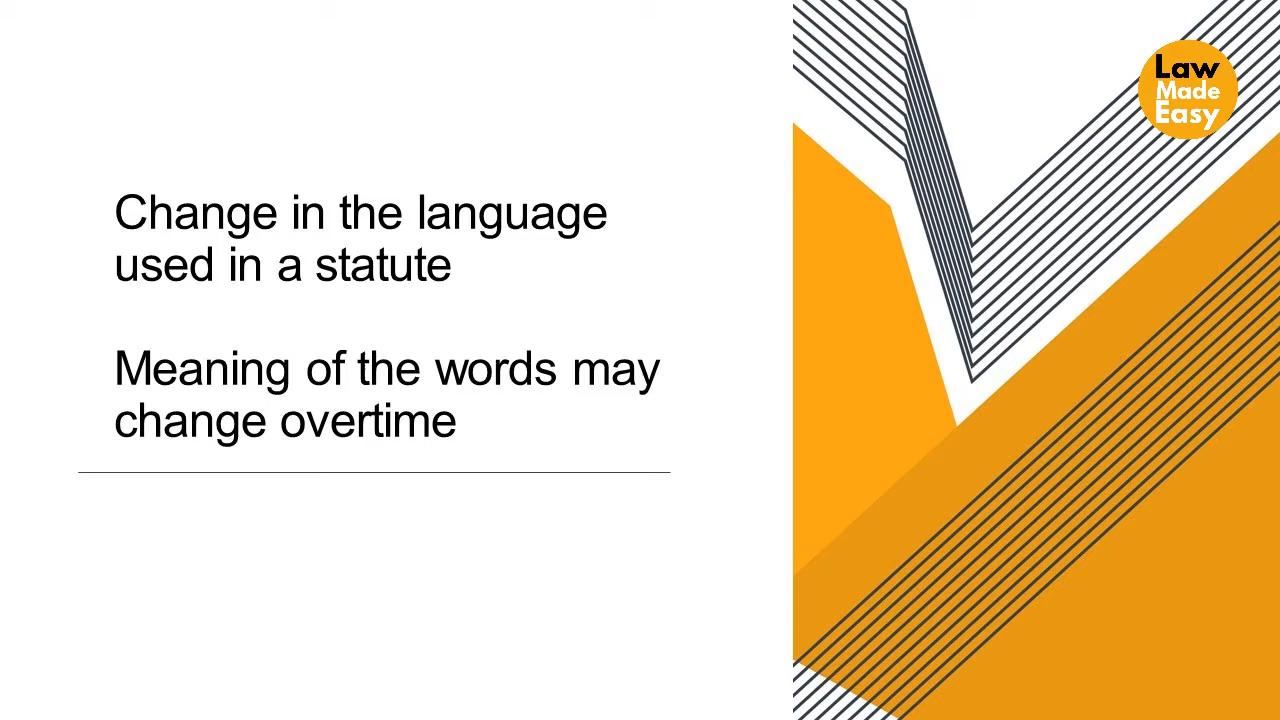 Change in the language
used in a statute
Meaning of the words may
change overtime
Law
Made
Easy